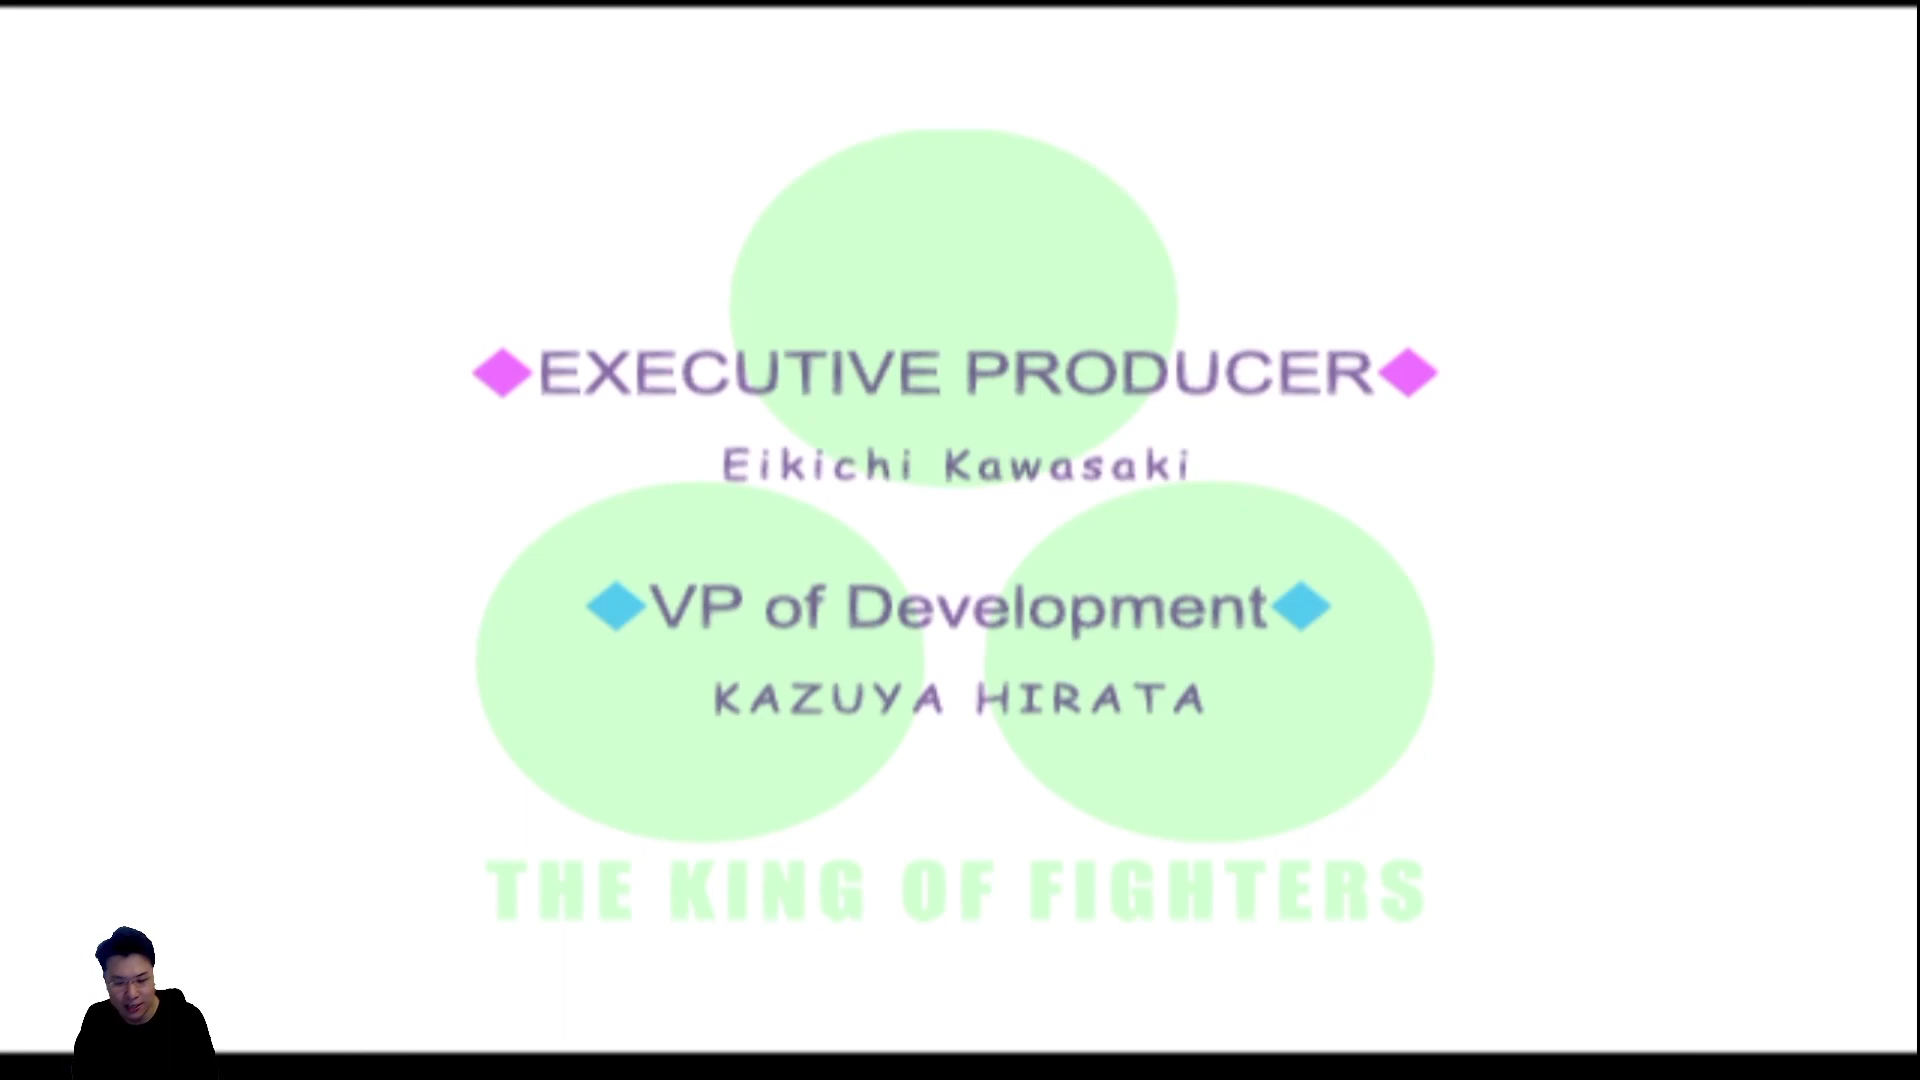 ◆EXECUTIVE PRODUCER◆
Eikichi Kawasaki
◆VP of Development◆
KAZUYA HIRATA
THE KING OF FIGHTERS